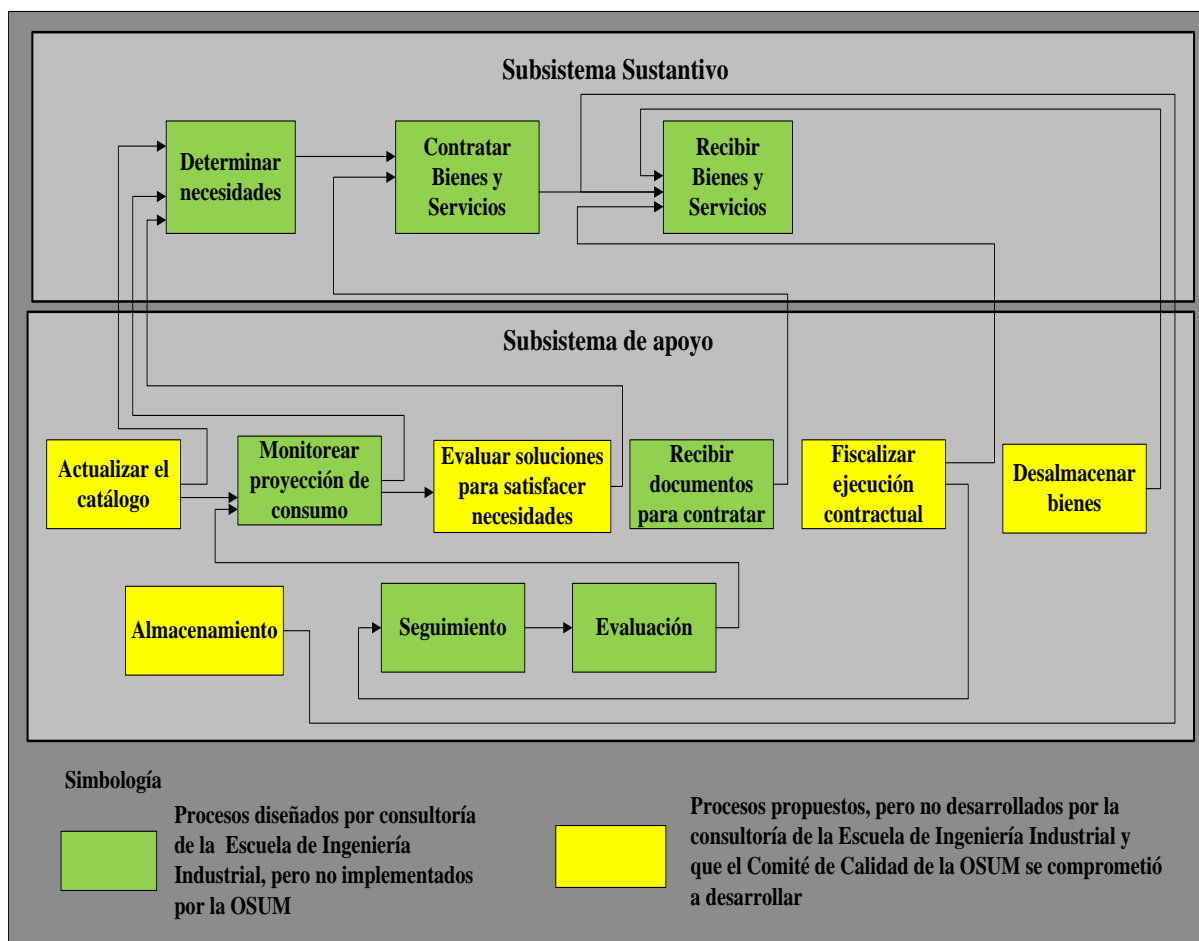 Subsistema Sustantivo
Determinar
necesidades
Contratar
Bienes y
Servicios
Recibir
Bienes y
Servicios
Subsistema de apoyo
Actualizar el
catálogo
Monitorear
proyección de
consumo
Evaluar soluciones
para satisfacer
necesidades
Recibir
documentos
para contratar
Fiscalizar
ejecución
contractual
Desalmacenar
bienes
Almacenamiento
Seguimiento
Evaluación
Simbología
Procesos diseñados por consultoría
de la Escuela de Ingeniería
Industrial, pero no implementados
por la OSUM
Procesos propuestos, pero no desarrollados por la
consultoría de la Escuela de Ingeniería Industrial y
que el Comité de Calidad de la OSUM se comprometió
a desarrollar